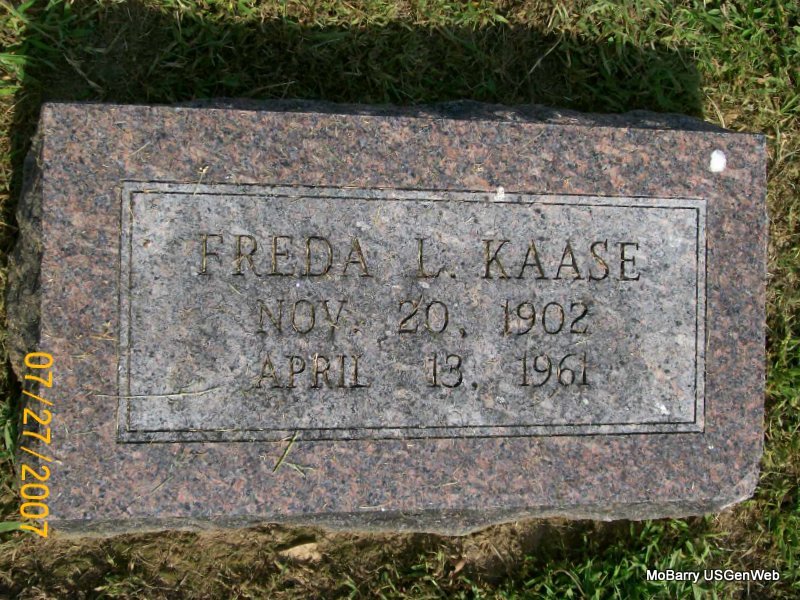 FREDA L. KAASE
NOV. 20, 1902
APRIL 13, 1961
07/27/2007
MoBarry USGenWeb